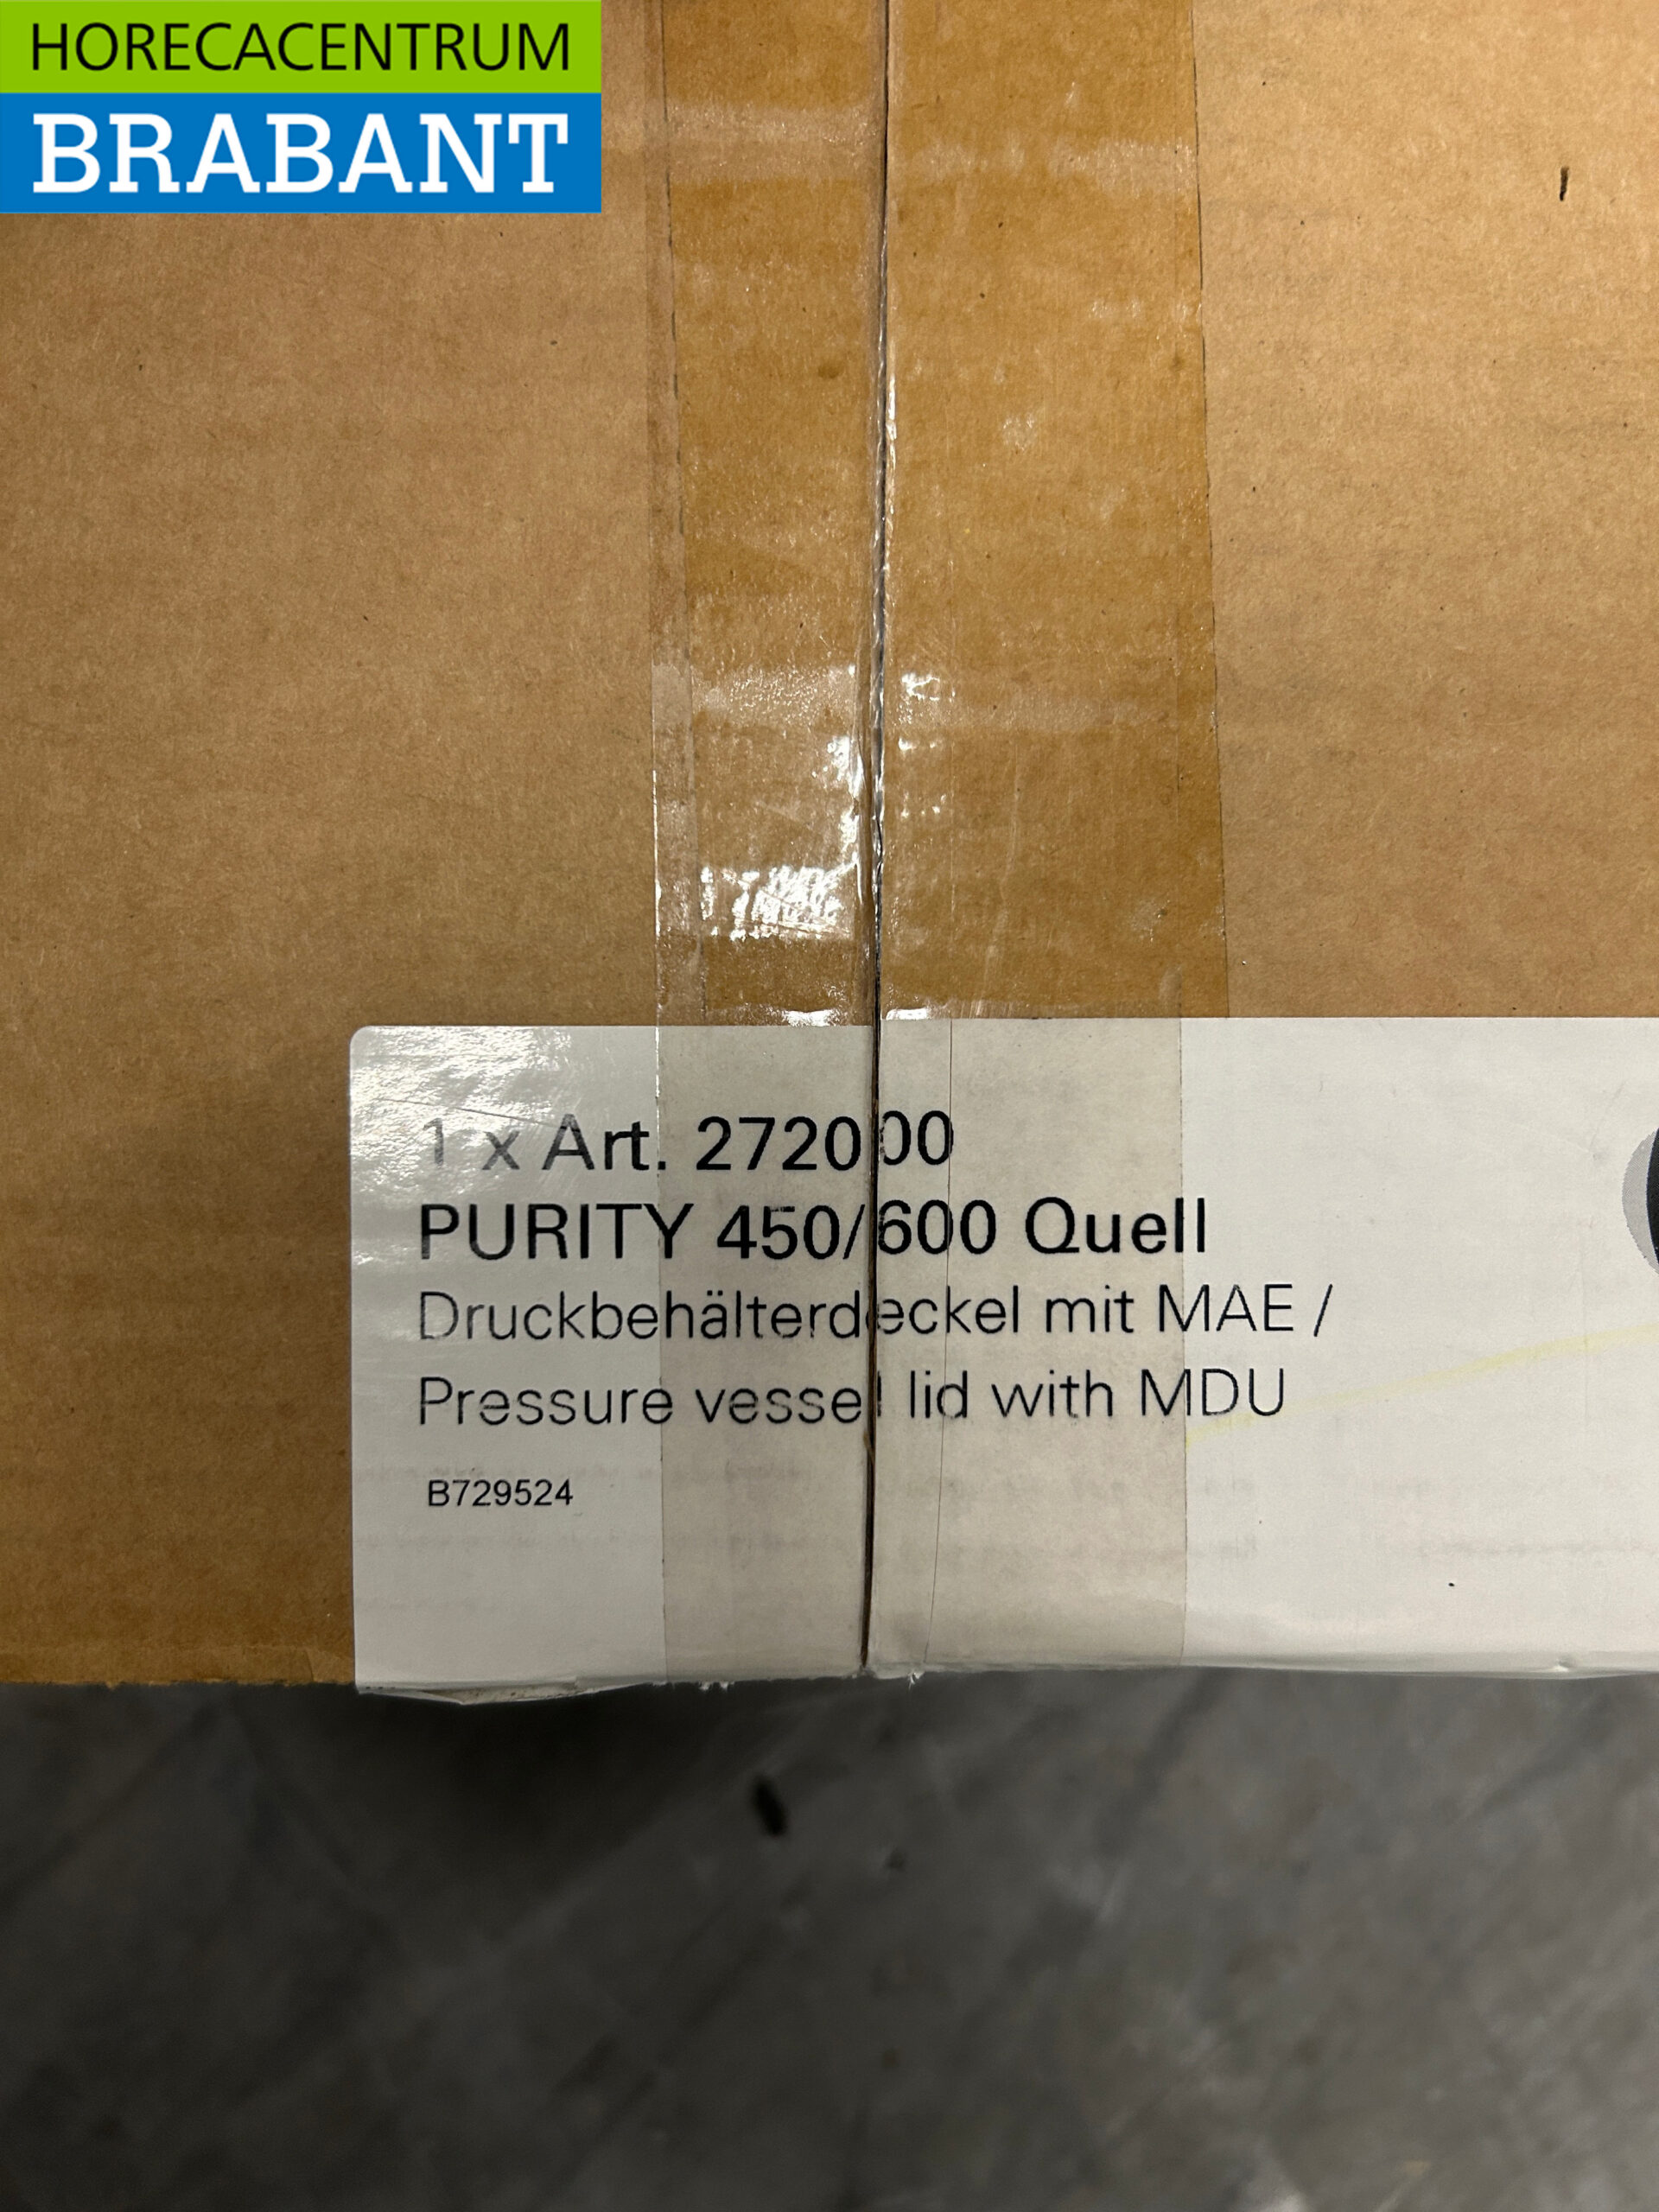 HORECACENTRUM
BRABANT
1 x Art. 272000
PURITY 450/600 Quell
Druckbehälterdeckel mit MAE /
Pressure vessel lid with MDU
B729524